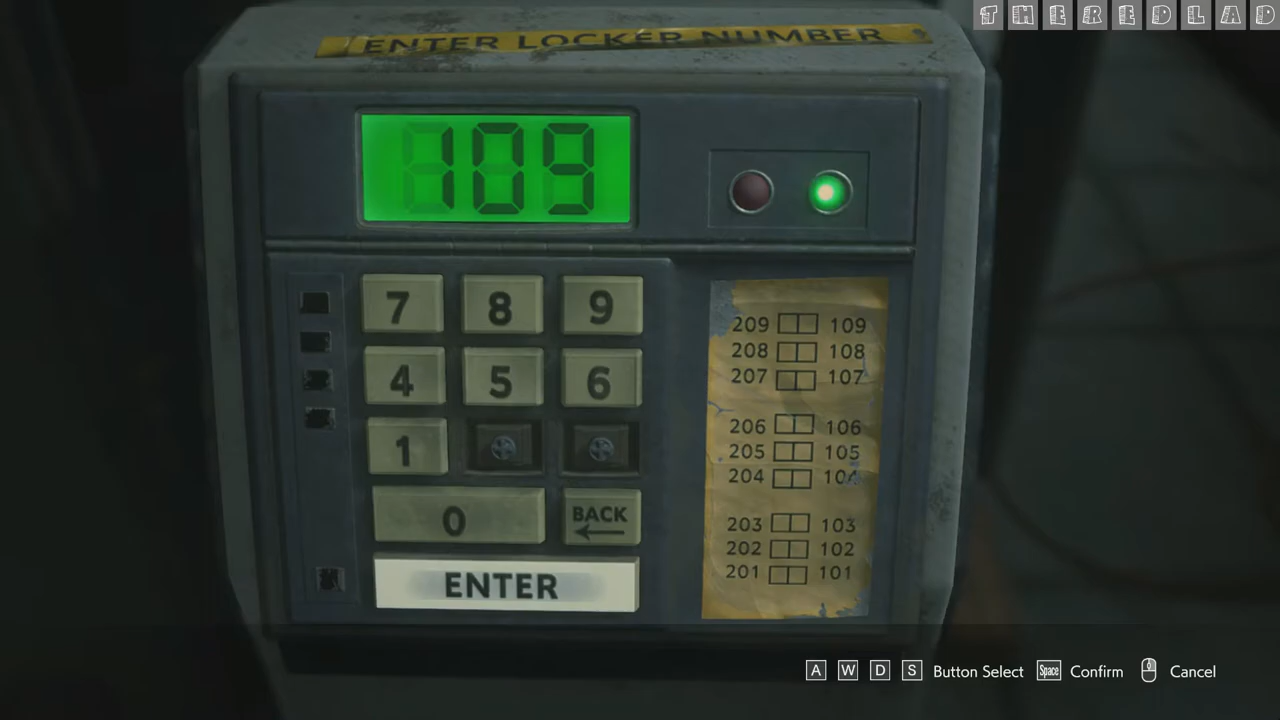 THEREDLAD
ENTER LOCKER NUMBER
109
7 8 9
4 5 6
1
0 BACK
ENTER
209 109
208 108
207 107
206 106
205 105
204 104
203 103
202 102
201 101
A W D S Button Select Space Confirm Cancel